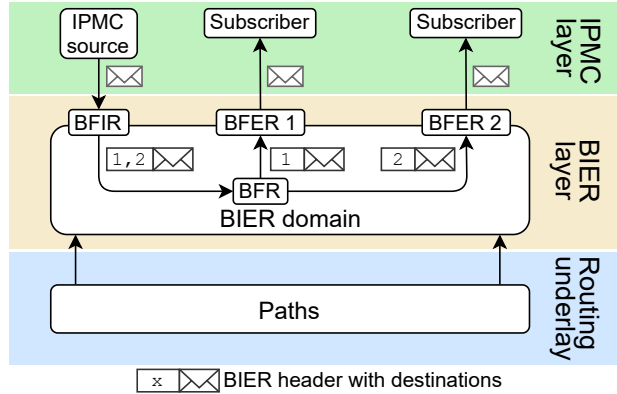 IPMC
source
Subscriber
Subscriber
IPMC
layer
BFIR
BFER 1
BFER 2
1,2
1
2
BFR
BIER domain
BIER
layer
Paths
Routing
underlay
x
BIER header with destinations